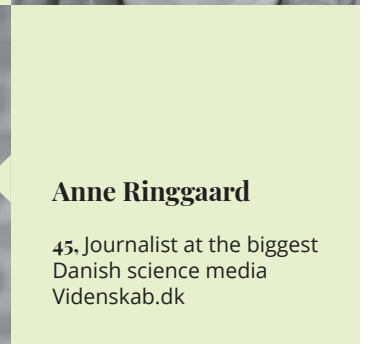 Anne Ringgaard
45, Journalist at the biggest
Danish science media
Videnskab.dk